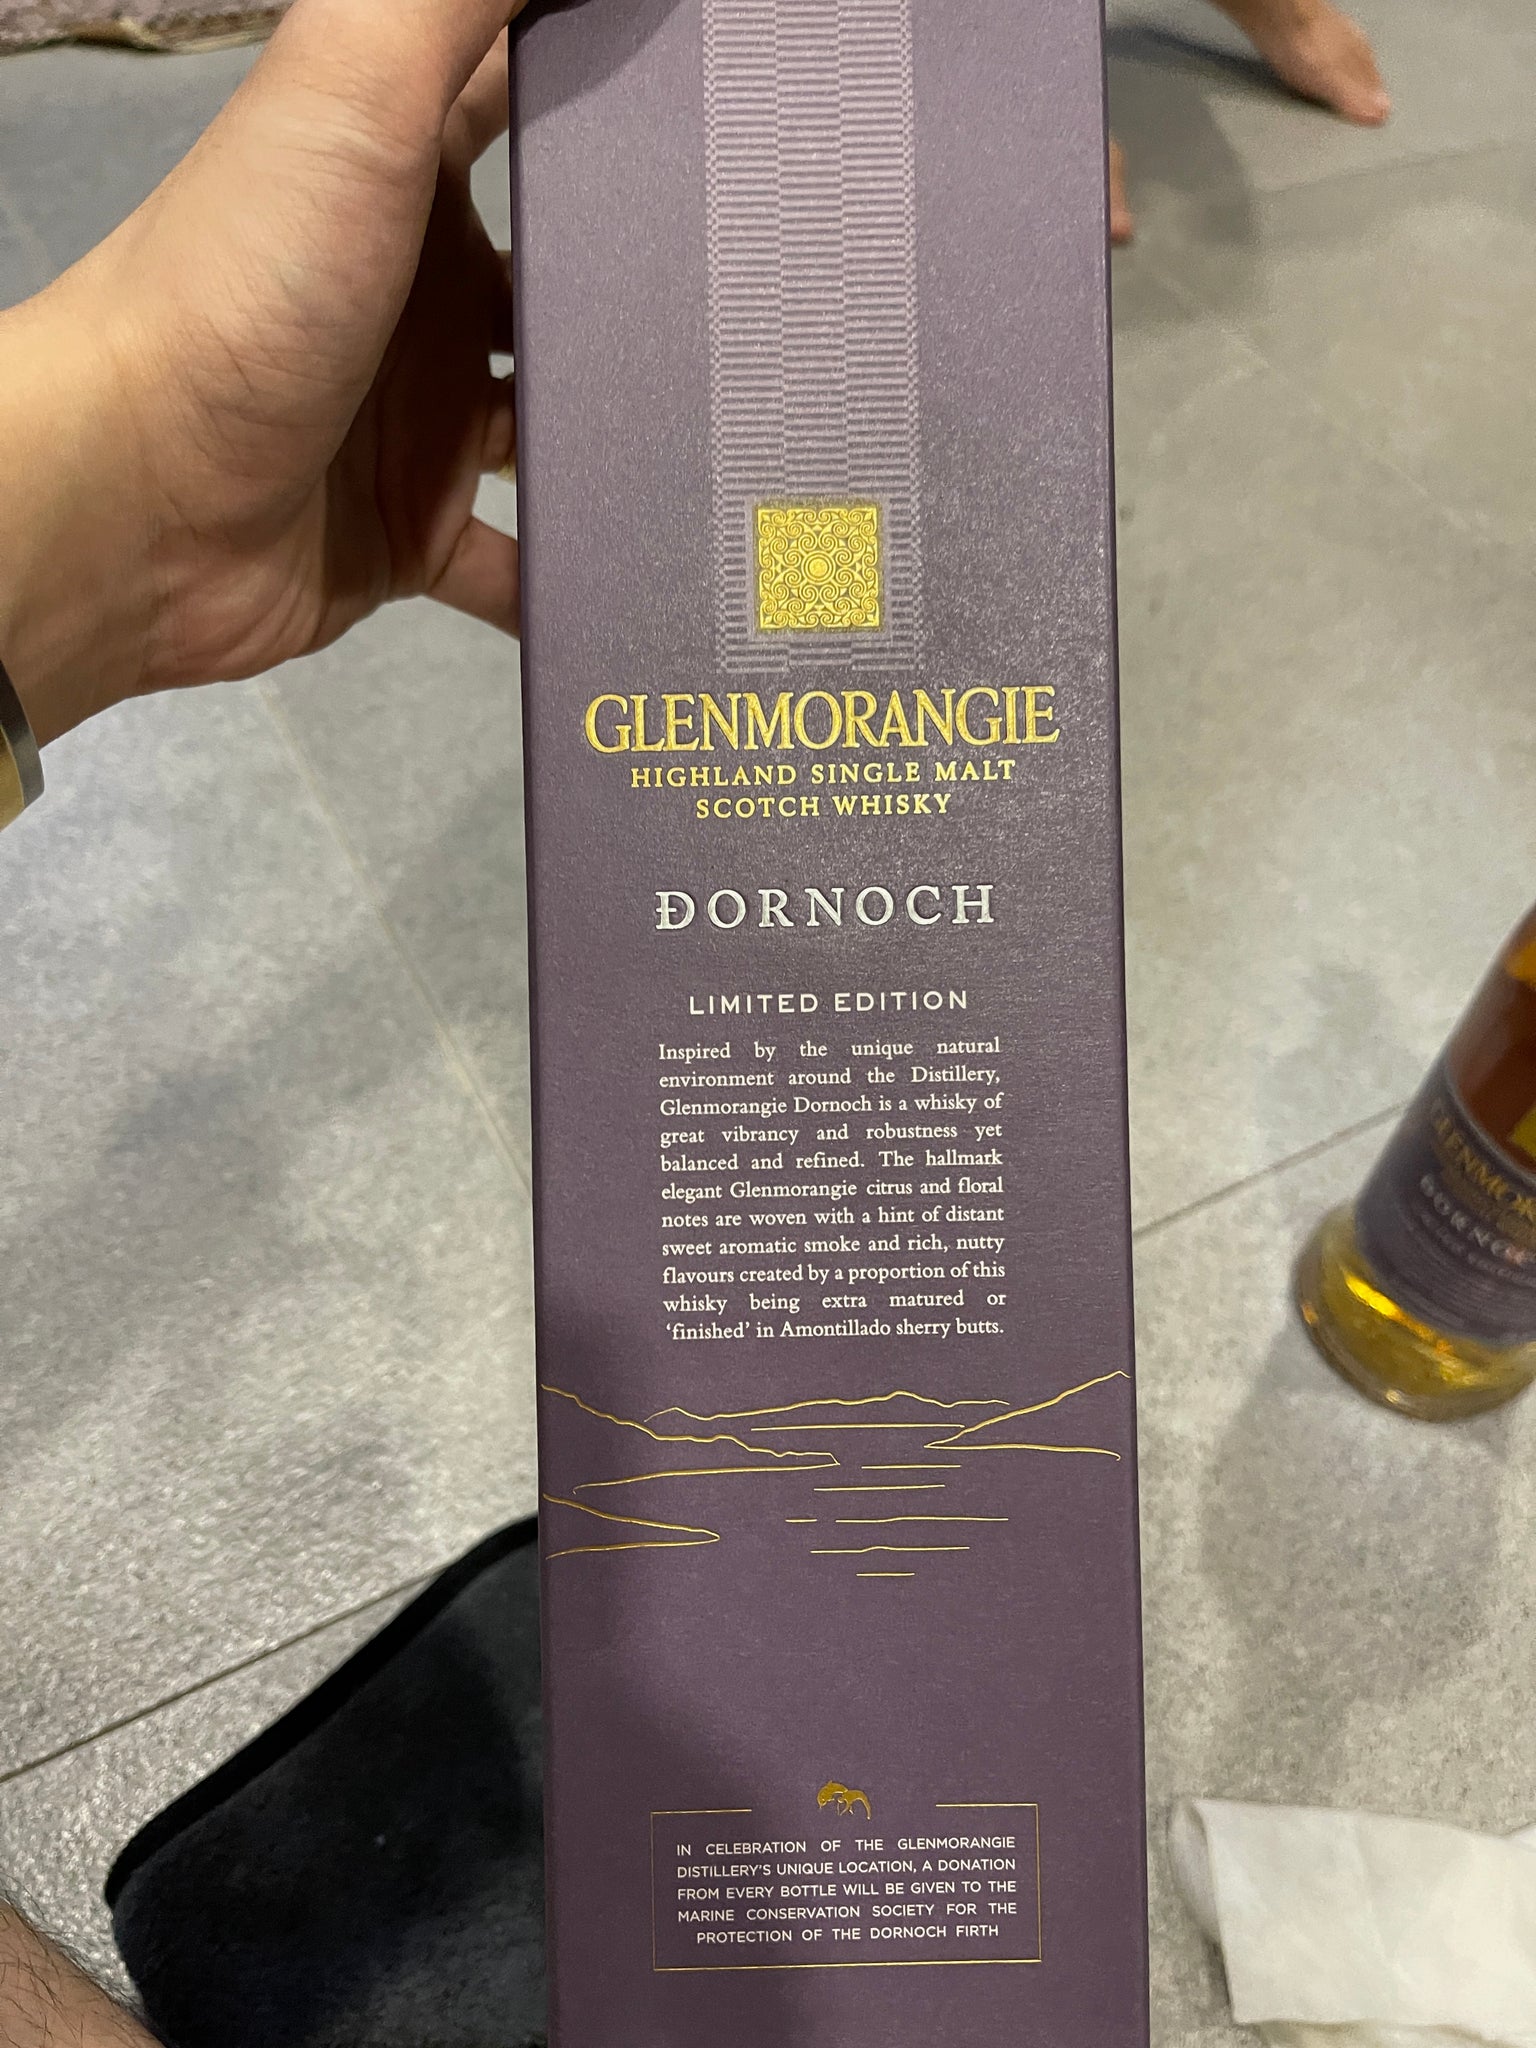 GLENMORANGIE
HIGHLAND SINGLE MALT
SCOTCH WHISKY
ÐORNOCH
LIMITED EDITION
Inspired by the unique natural
environment around the Distillery,
Glenmorangie Dornoch is a whisky of
great vibrancy and robustness yet
balanced and refined. The hallmark
elegant Glenmorangie citrus and floral
notes are woven with a hint of distant
sweet aromatic smoke and rich, nutty
flavours created by a proportion of this
whisky being extra matured or
‘finished’ in Amontillado sherry butts.
IN CELEBRATION OF THE GLENMORANGIE
DISTILLERY'S UNIQUE LOCATION, A DONATION
FROM EVERY BOTTLE WILL BE GIVEN TO THE
MARINE CONSERVATION SOCIETY FOR THE
PROTECTION OF THE DORNOCH FIRTH